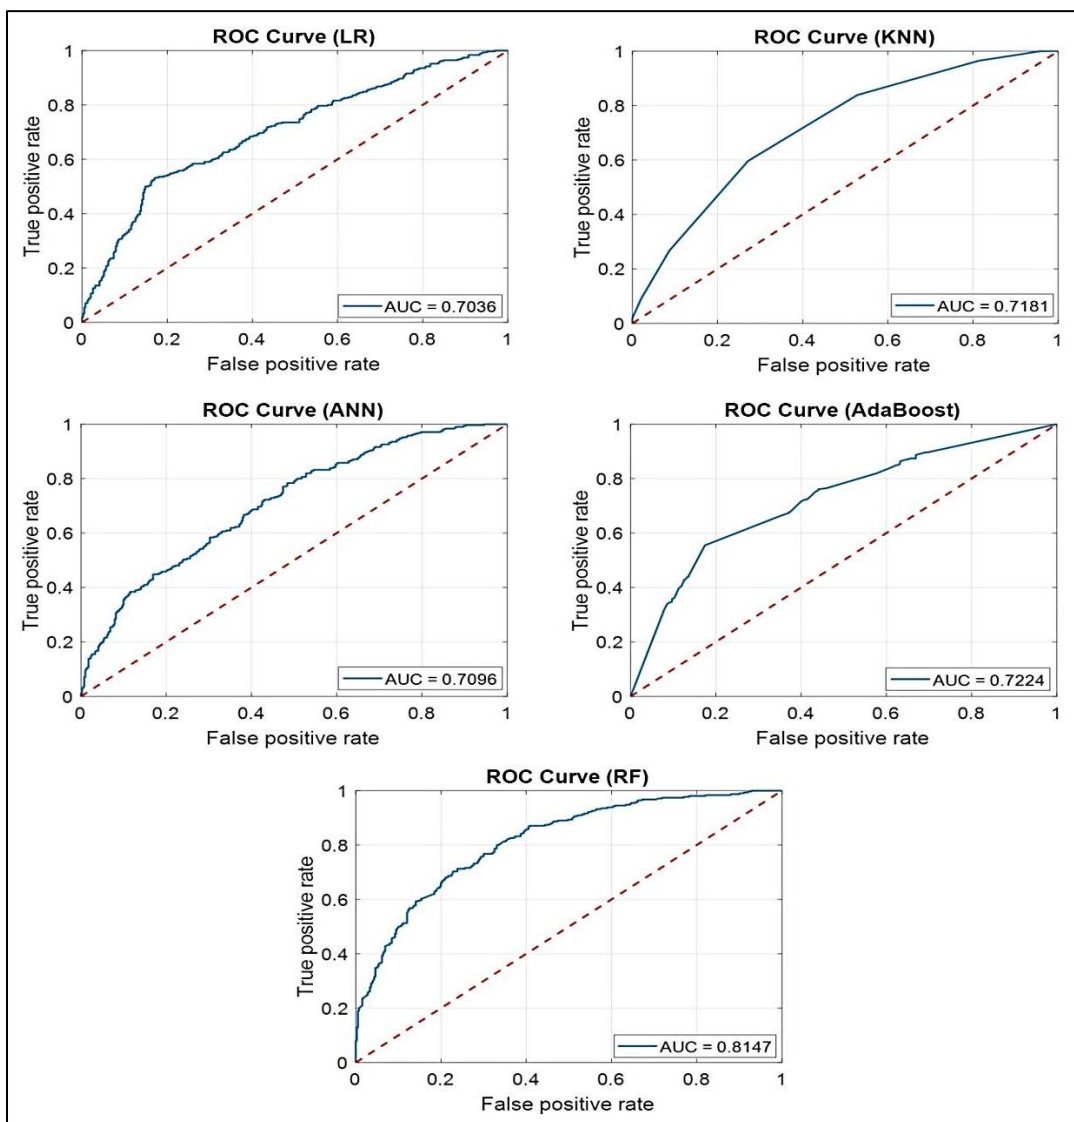 ROC Curve (LR)
True positive rate
1
0.8
0.6
0.4
0.2
0
0 0.2 0.4 0.6 0.8 1
AUC = 0.7036
False positive rate
ROC Curve (KNN)
True positive rate
1
0.8
0.6
0.4
0.2
0
0 0.2 0.4 0.6 0.8 1
AUC = 0.7181
False positive rate
ROC Curve (ANN)
True positive rate
1
0.8
0.6
0.4
0.2
0
0 0.2 0.4 0.6 0.8 1
AUC = 0.7096
False positive rate
ROC Curve (AdaBoost)
True positive rate
1
0.8
0.6
0.4
0.2
0
0 0.2 0.4 0.6 0.8 1
AUC = 0.7224
False positive rate
ROC Curve (RF)
True positive rate
1
0.8
0.6
0.4
0.2
0
0 0.2 0.4 0.6 0.8 1
AUC = 0.8147
False positive rate